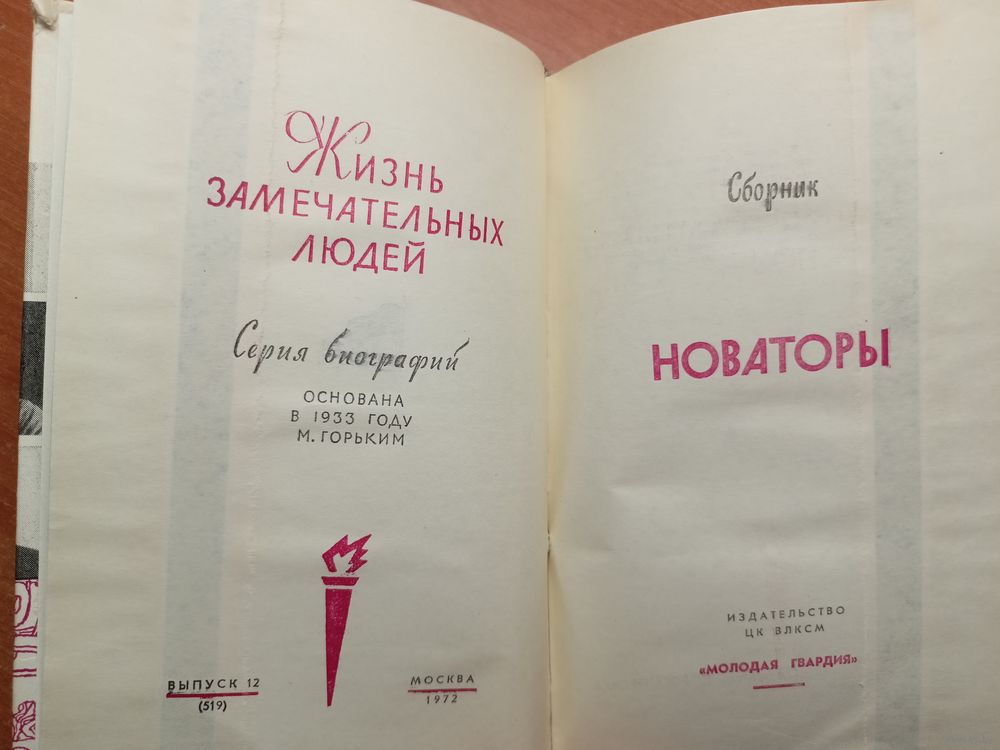 Жизнь
ЗАМЕЧАТЕЛЬНЫХ
ЛЮДЕЙ
Серия биографий
ОСНОВАНА
В 1933 ГОДУ
М. ГОРЬКИМ
ВЫПУСК 12
(519)
МОСКВА
1972
Сборник
НОВАТОРЫ
ИЗДАТЕЛЬСТВО
ЦК ВЛКСМ
«МОЛОДАЯ ГВАРДИЯ»